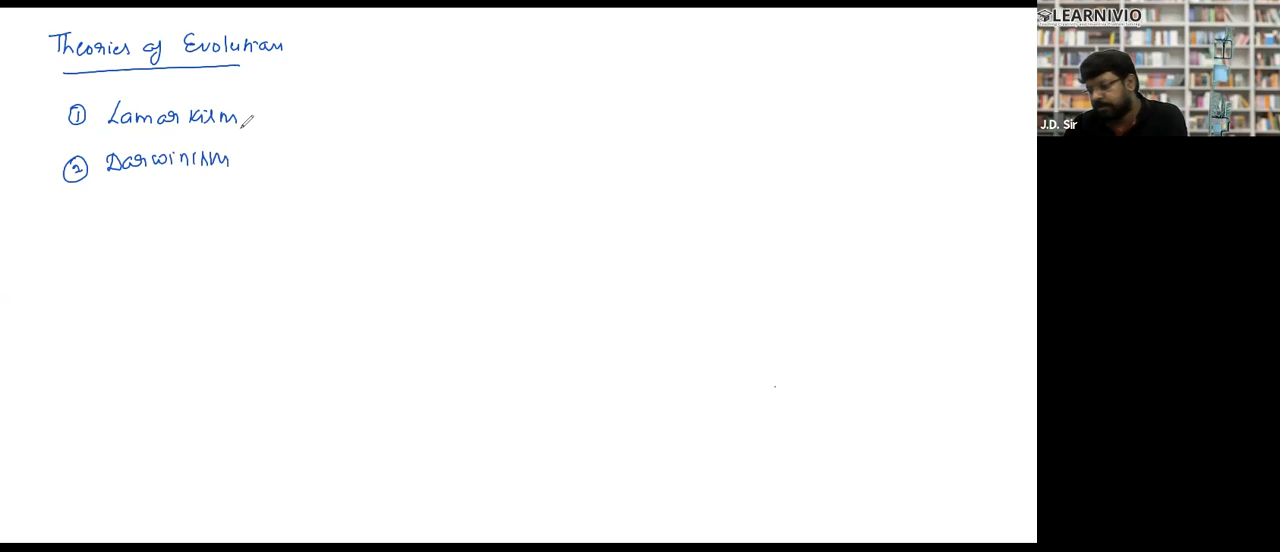 Theories of Evolution
① Lamarkism
② Darwinism
LEARNIVIO
J.D. Sir